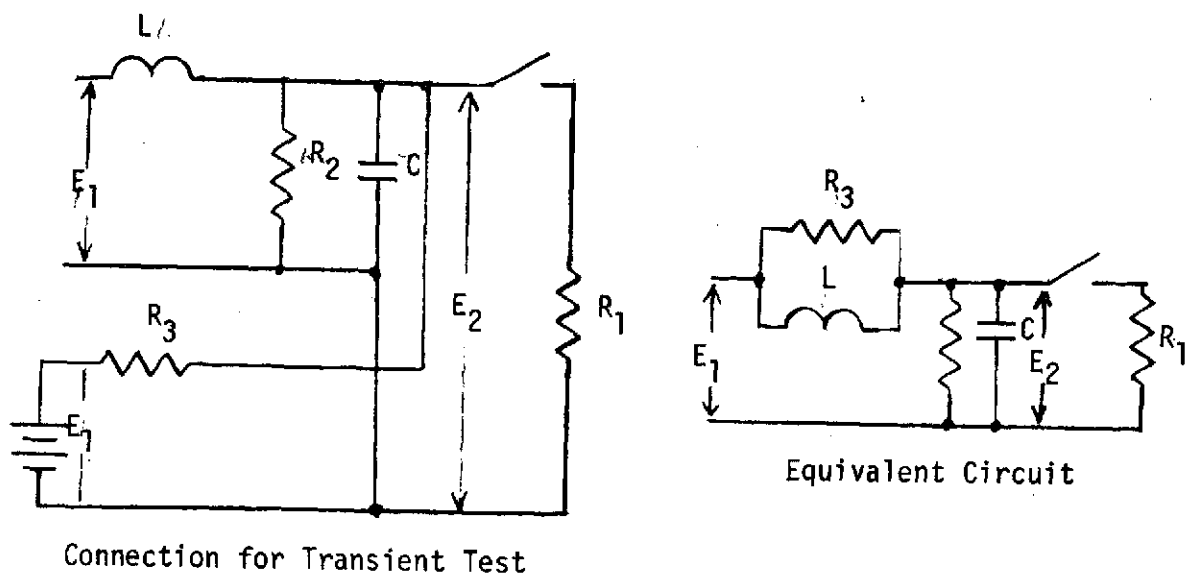 L
R2
C
E1
E2
R1
R3
E1
Connection for Transient Test
R3
L
E1
C
E2
R1
Equivalent Circuit